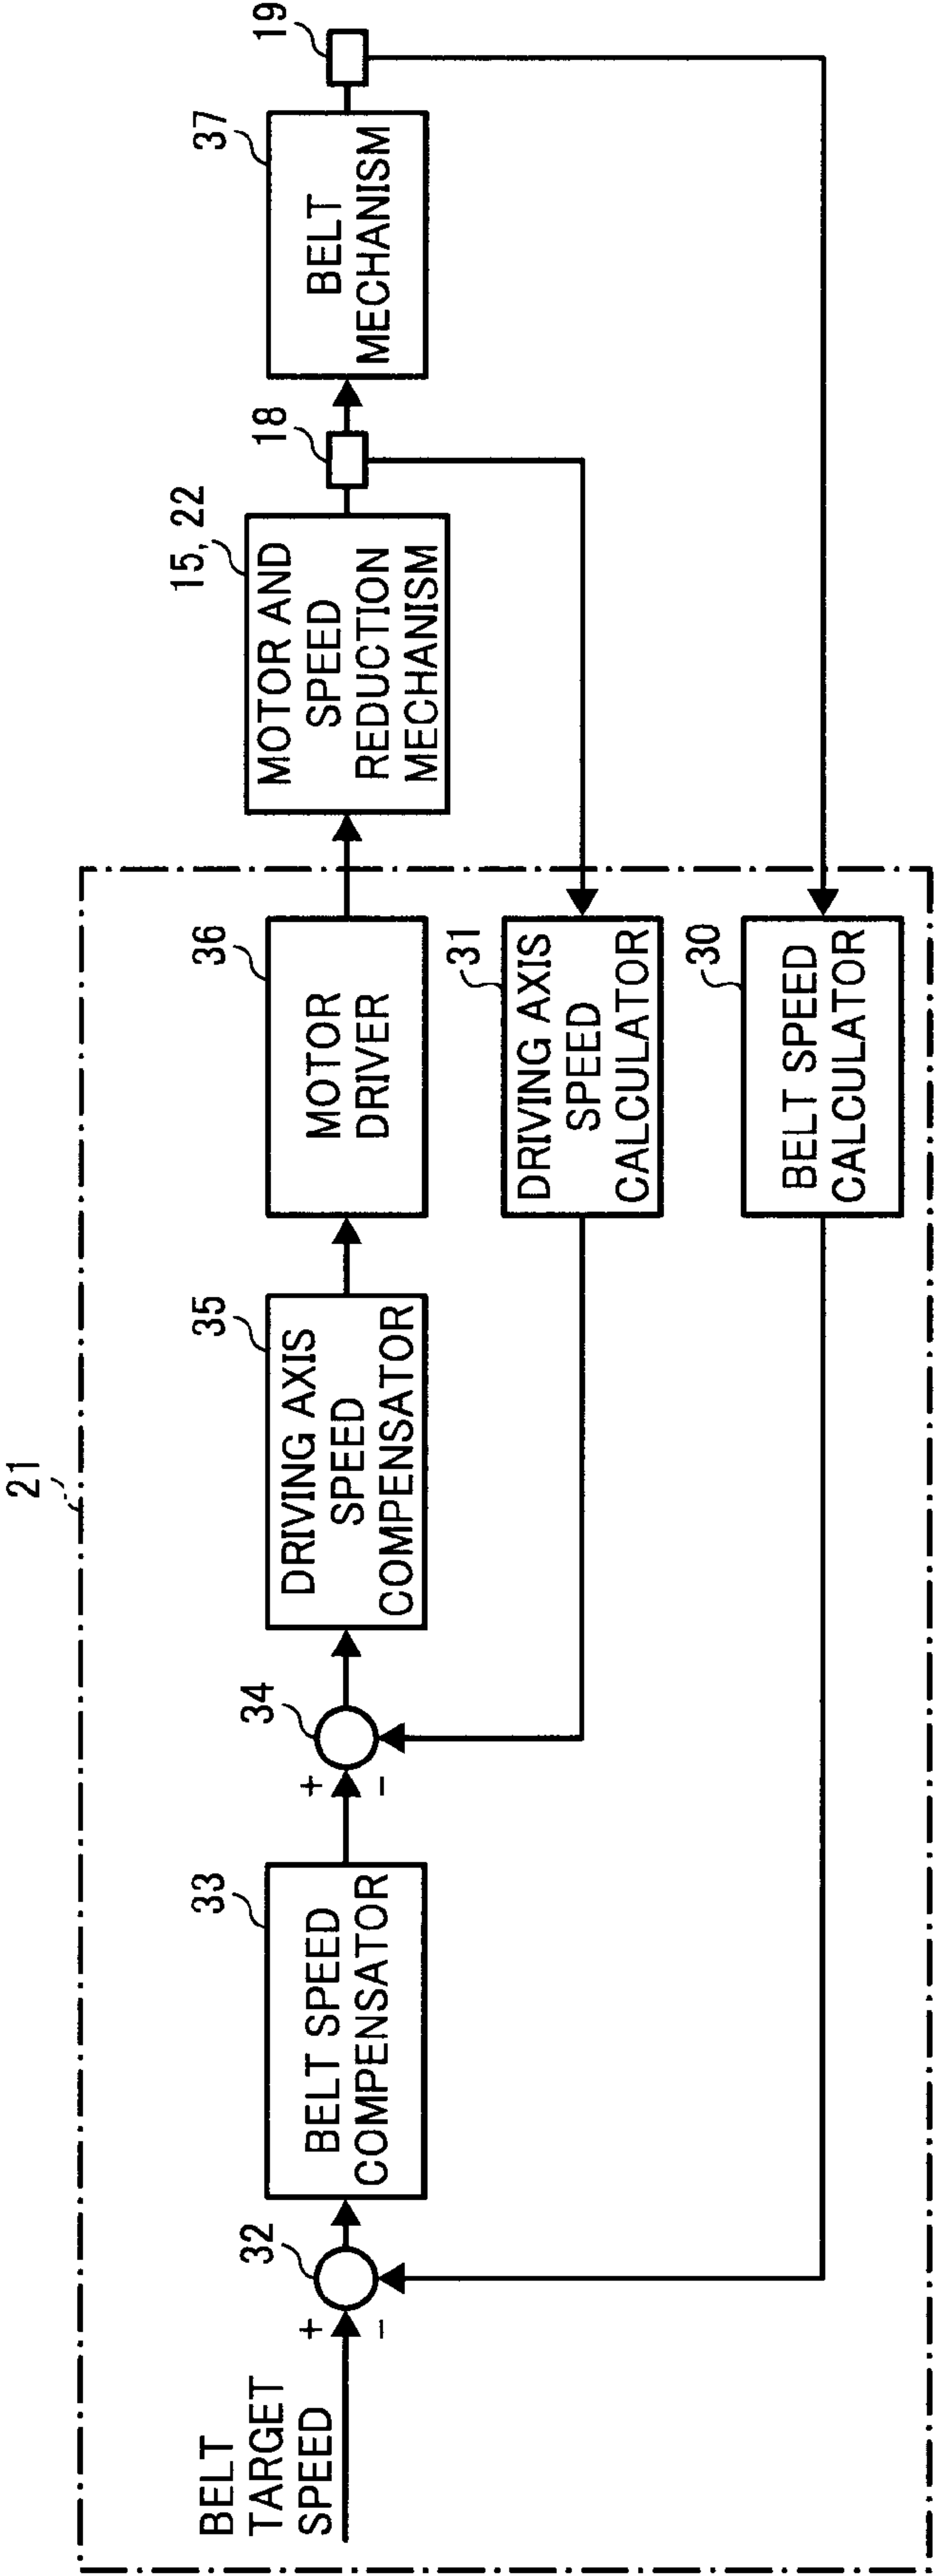 21
BELT
TARGET
SPEED
+
−
32
33
BELT SPEED
COMPENSATOR
+
−
34
35
DRIVING AXIS
SPEED
COMPENSATOR
36
MOTOR
DRIVER
15, 22
MOTOR AND
SPEED
REDUCTION
MECHANISM
18
37
BELT
MECHANISM
19
31
DRIVING AXIS
SPEED
CALCULATOR
30
BELT SPEED
CALCULATOR